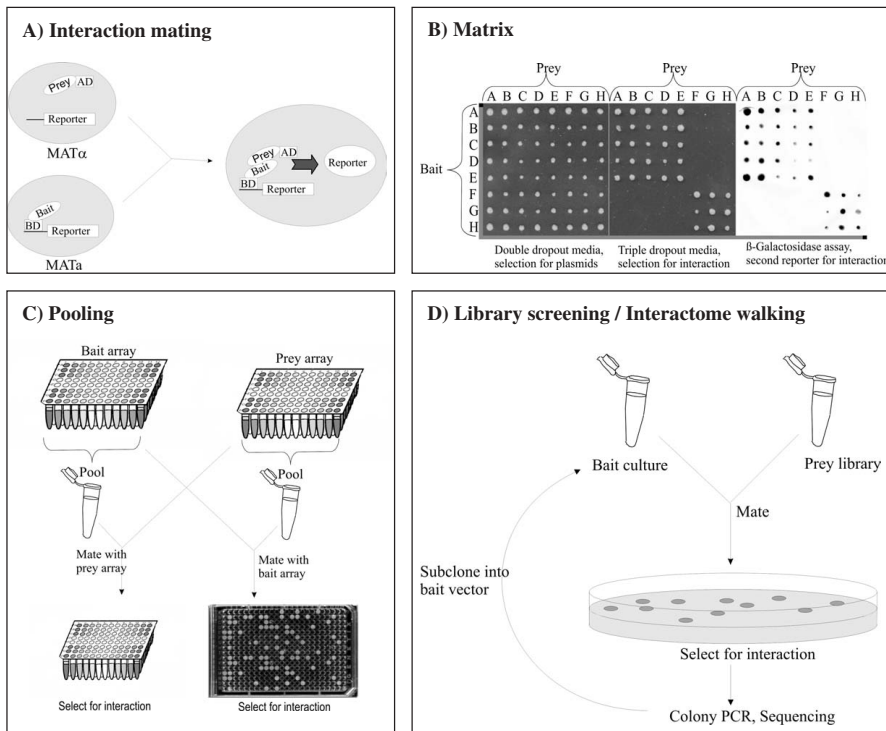 A) Interaction mating
Prey AD
Reporter
MATα
Bait
BD
Reporter
MATa
Prey AD
Bait
BD
Reporter
Reporter
B) Matrix
Prey Prey Prey
A B C D E F G H A B C D E F G H A B C D E F G H
Bait
A
B
C
D
E
F
G
H
Double dropout media,
selection for plasmids
Triple dropout media,
selection for interaction
ß-Galactosidase assay,
second reporter for interaction
C) Pooling
Bait array
Prey array
Pool
Pool
Mate with
prey array
Mate with
bait array
Select for interaction
Select for interaction
D) Library screening / Interactome walking
Bait culture
Prey library
Mate
Subclone into
bait vector
Select for interaction
Colony PCR, Sequencing